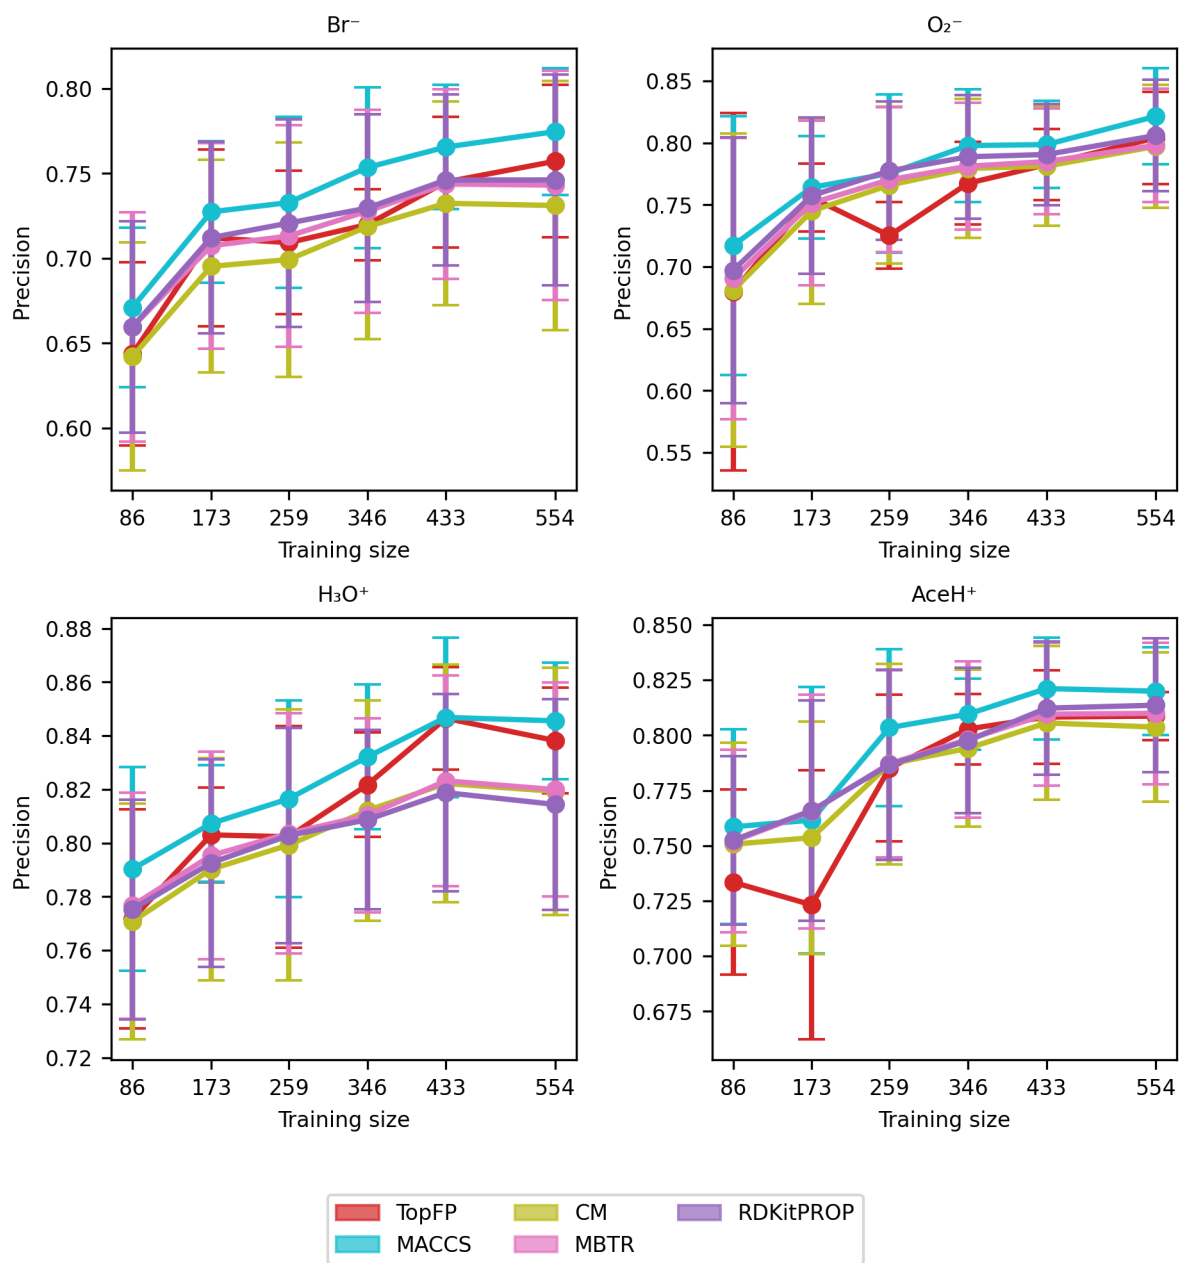 Br⁻
Precision
0.80
0.75
0.70
0.65
0.60
86 173 259 346 433 554
Training size
O₂⁻
Precision
0.85
0.80
0.75
0.70
0.65
0.60
0.55
86 173 259 346 433 554
Training size
H₃O⁺
Precision
0.88
0.86
0.84
0.82
0.80
0.78
0.76
0.74
0.72
86 173 259 346 433 554
Training size
AceH⁺
Precision
0.850
0.825
0.800
0.775
0.750
0.725
0.700
0.675
86 173 259 346 433 554
Training size
TopFP CM RDKitPROP
MACCS MBTR